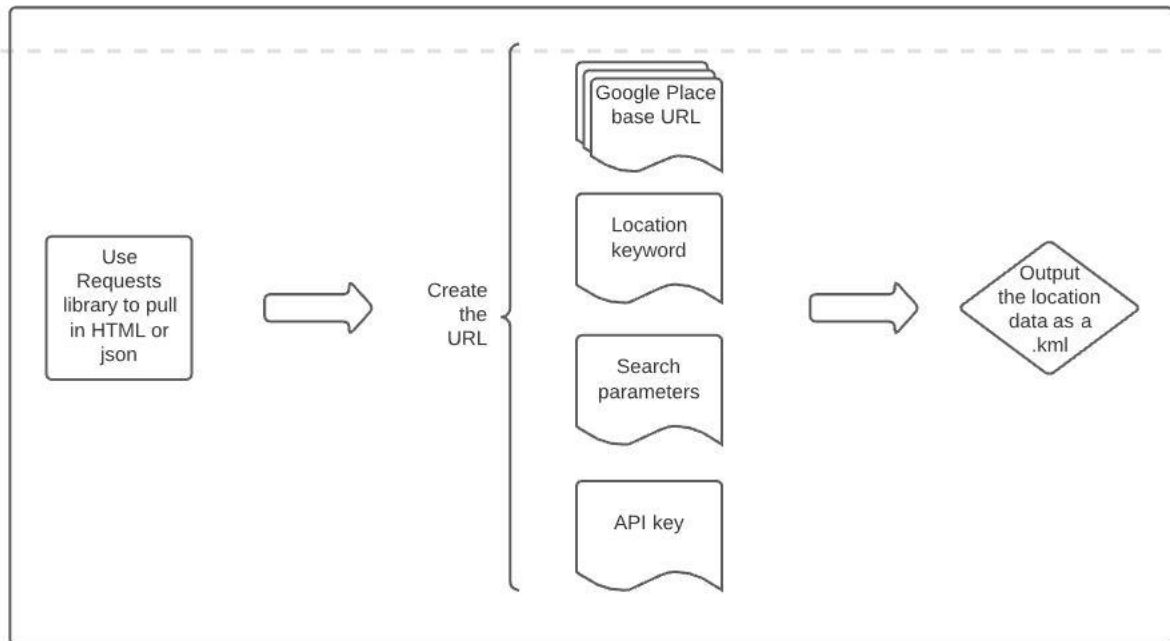 Use
Requests
library to pull
in HTML or
json
Create
the
URL
Google Place
base URL
Location
keyword
Search
parameters
API key
Output
the location
data as a
.kml